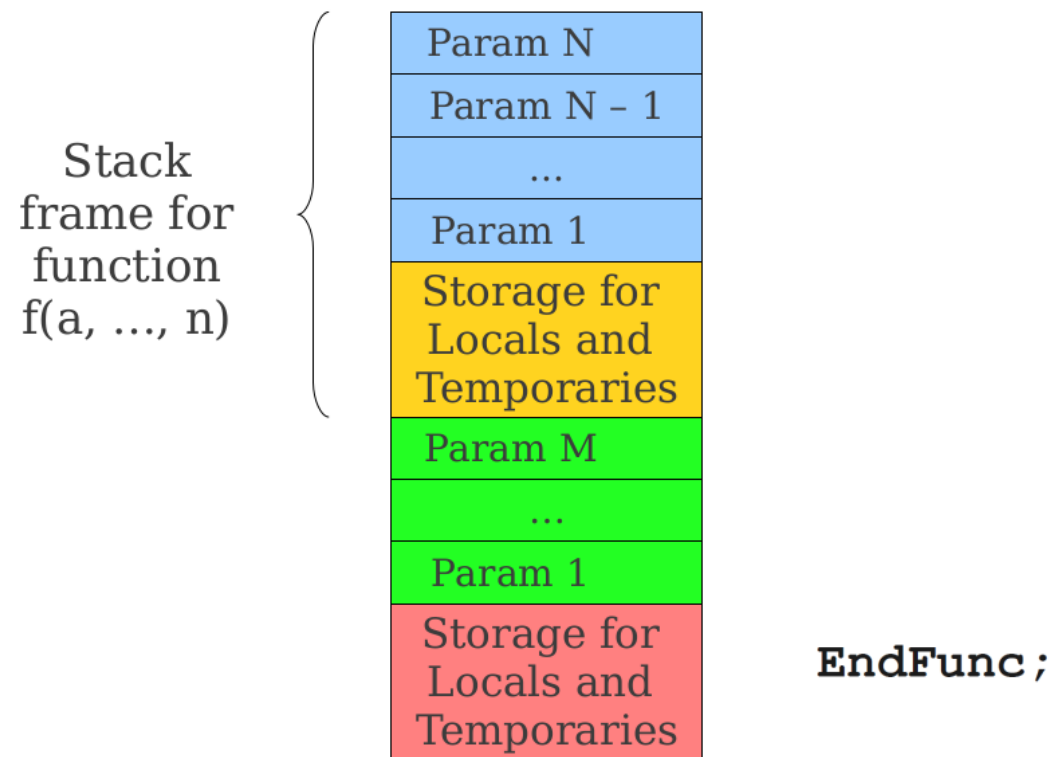 Stack
frame for
function
f(a, …, n)
Param N
Param N – 1
...
Param 1
Storage for
Locals and
Temporaries
Param M
...
Param 1
Storage for
Locals and
Temporaries
EndFunc;